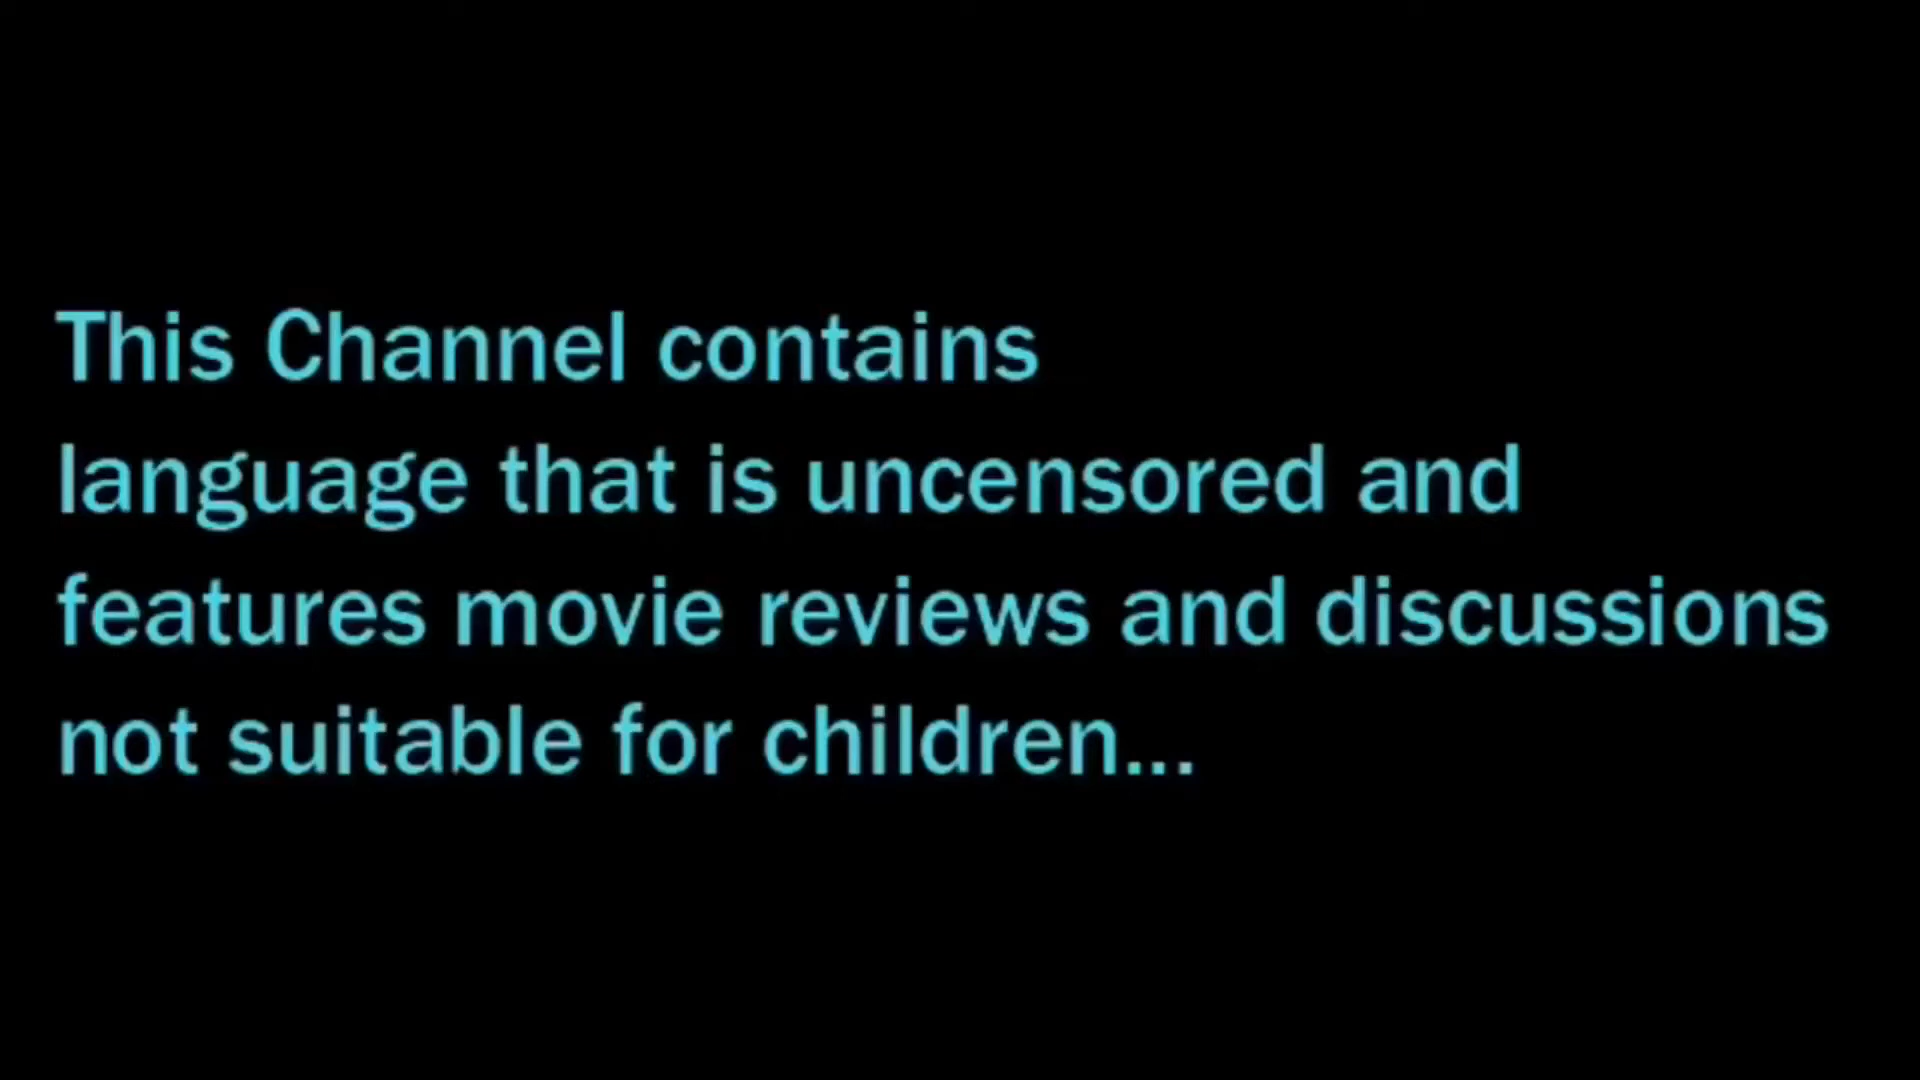 This Channel contains
language that is uncensored and
features movie reviews and discussions
not suitable for children...